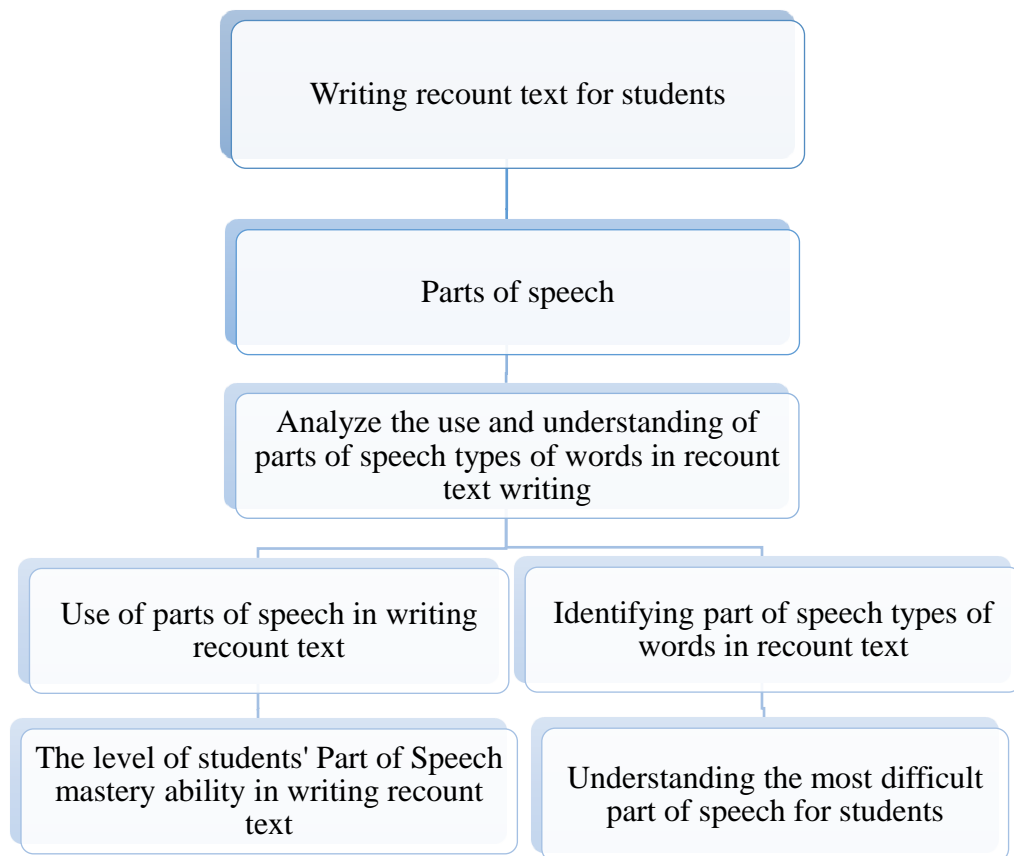 Writing recount text for students
Parts of speech
Analyze the use and understanding of
parts of speech types of words in recount
text writing
Use of parts of speech in writing
recount text
Identifying part of speech types of
words in recount text
The level of students' Part of Speech
mastery ability in writing recount
text
Understanding the most difficult
part of speech for students